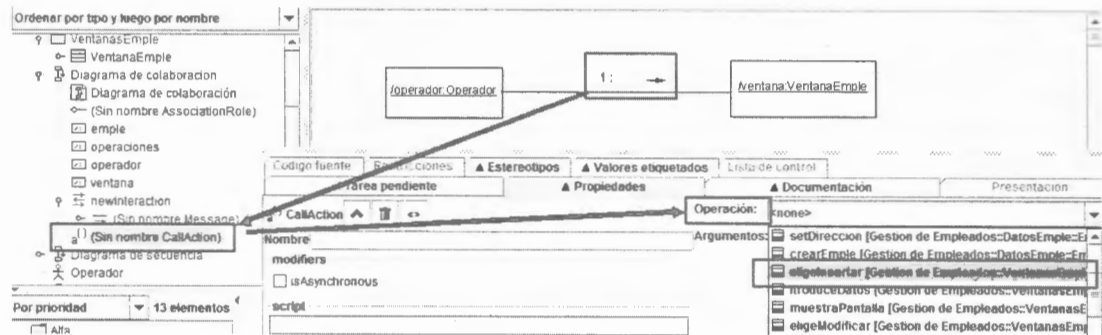 Ordenar por tipo y luego por nombre
VentanasEmple
VentanaEmple
Diagrama de colaboracion
Diagrama de colaboración
(Sin nombre AssociationRole)
emple
operaciones
operador
ventana
newInteraction
(Sin nombre Message)
(Sin nombre CallAction)
Diagrama de secuencia
Operador
Por prioridad
13 elementos
Alta
/operador:Operador
1 :
/ventana:VentanaEmple
Código fuente
Estereotipos
Valores etiquetados
Lista de control
Tarea pendiente
Propiedades
Documentación
Presentación
CallAction
Nombre
modifiers
isAsynchronous
script
Operación:
<none>
Argumentos:
setDireccion [Gestion de Empleados::DatosEmple::E
crearEmple [Gestion de Empleados::DatosEmple::Em
eligeInsertar [Gestion de Empleados::VentanasEmpl
ntroduceDatos [Gestion de Empleados::VentanasEm
muestraPantalla [Gestion de Empleados::VentanasE
eligeModificar [Gestion de Empleados::VentanasEmp